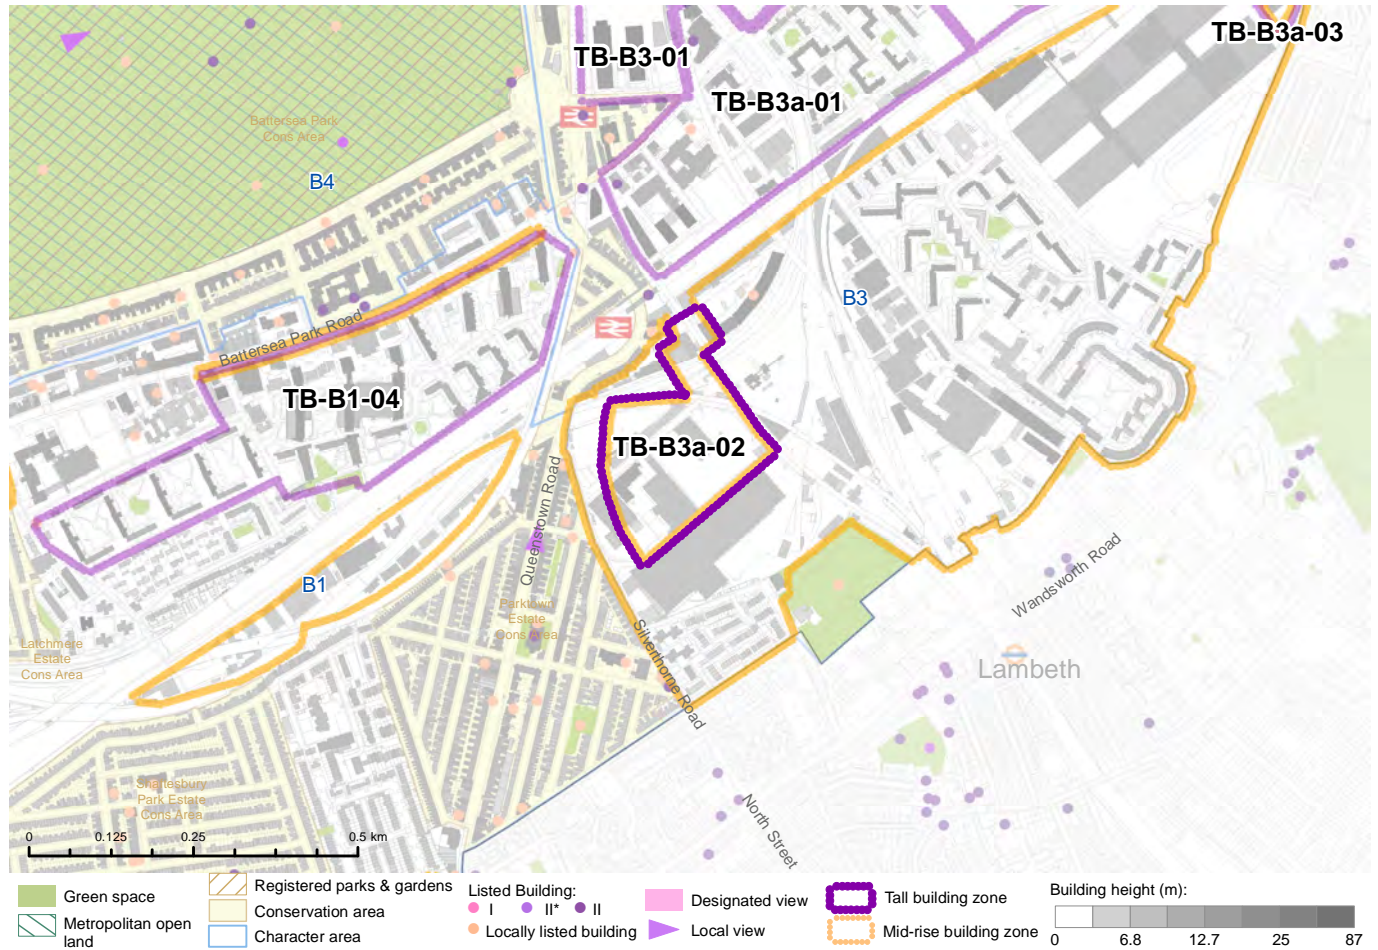 TB-B3a-03
TB-B3-01
TB-B3a-01
Battersea Park
Cons Area
B4
B3
Battersea Park Road
TB-B1-04
TB-B3a-02
Queenstown Road
B1
Parktown
Estate
Cons Area
Wandsworth Road
Latchmere
Estate
Cons Area
Silverthorne Road
Lambeth
Shaftesbury
Park Estate
Cons Area
North Street
0 0.125 0.25 0.5 km
Green space
Metropolitan open
land
Registered parks & gardens
Conservation area
Character area
Listed Building:
I II* II
Locally listed building
Designated view
Local view
Tall building zone
Mid-rise building zone
Building height (m):
0 6.8 12.7 25 87